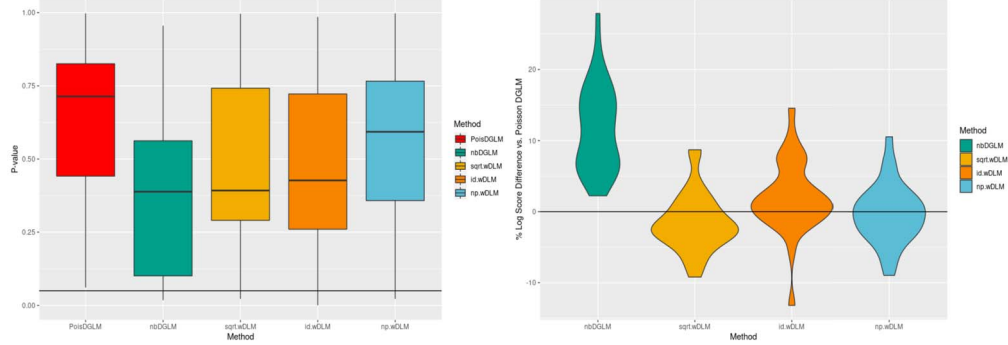 1.00
0.75
0.50
0.25
0.00
P-value
PoisDGLM
nbDGLM
sqrt.wDLM
id.wDLM
np.wDLM
Method
Method
PoisDGLM
nbDGLM
sqrt.wDLM
id.wDLM
np.wDLM
% Log Score Difference vs. Poisson DGLM
20
10
0
-10
nbDGLM
sqrt.wDLM
id.wDLM
np.wDLM
Method
Method
nbDGLM
sqrt.wDLM
id.wDLM
np.wDLM